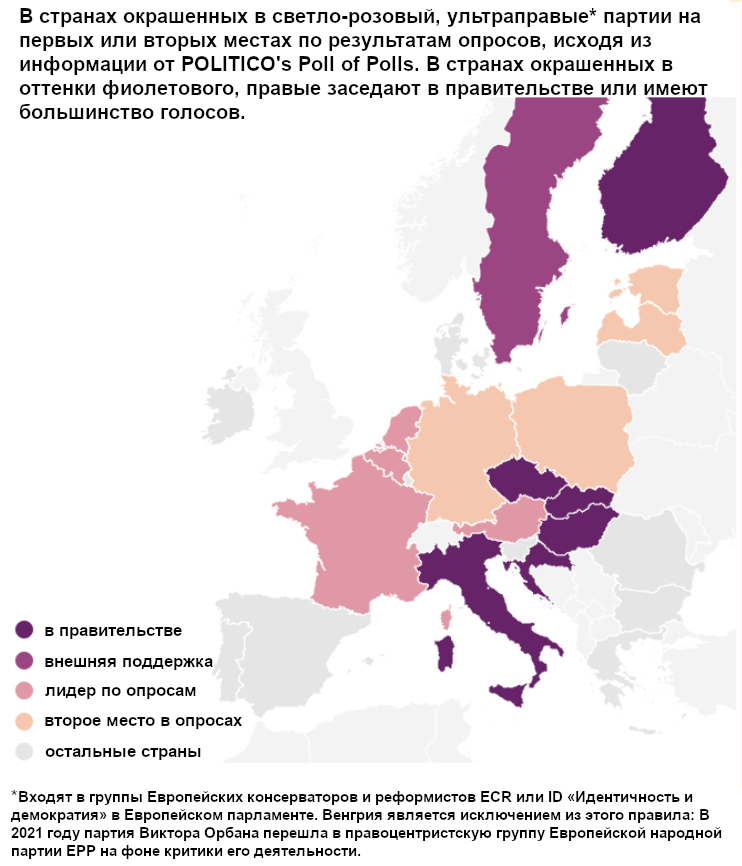 В странах окрашенных в светло-розовый, ультраправые* партии на
первых или вторых местах по результатам опросов, исходя из
информации от POLITICO's Poll of Polls. В странах окрашенных в
оттенки фиолетового, правые заседают в правительстве или имеют
большинство голосов.
в правительстве
внешняя поддержка
лидер по опросам
второе место в опросах
остальные страны
*Входят в группы Европейских консерваторов и реформистов ECR или ID «Идентичность и
демократия» в Европейском парламенте. Венгрия является исключением из этого правила: В
2021 году партия Виктора Орбана перешла в правоцентристскую группу Европейской народной
партии EPP на фоне критики его деятельности.